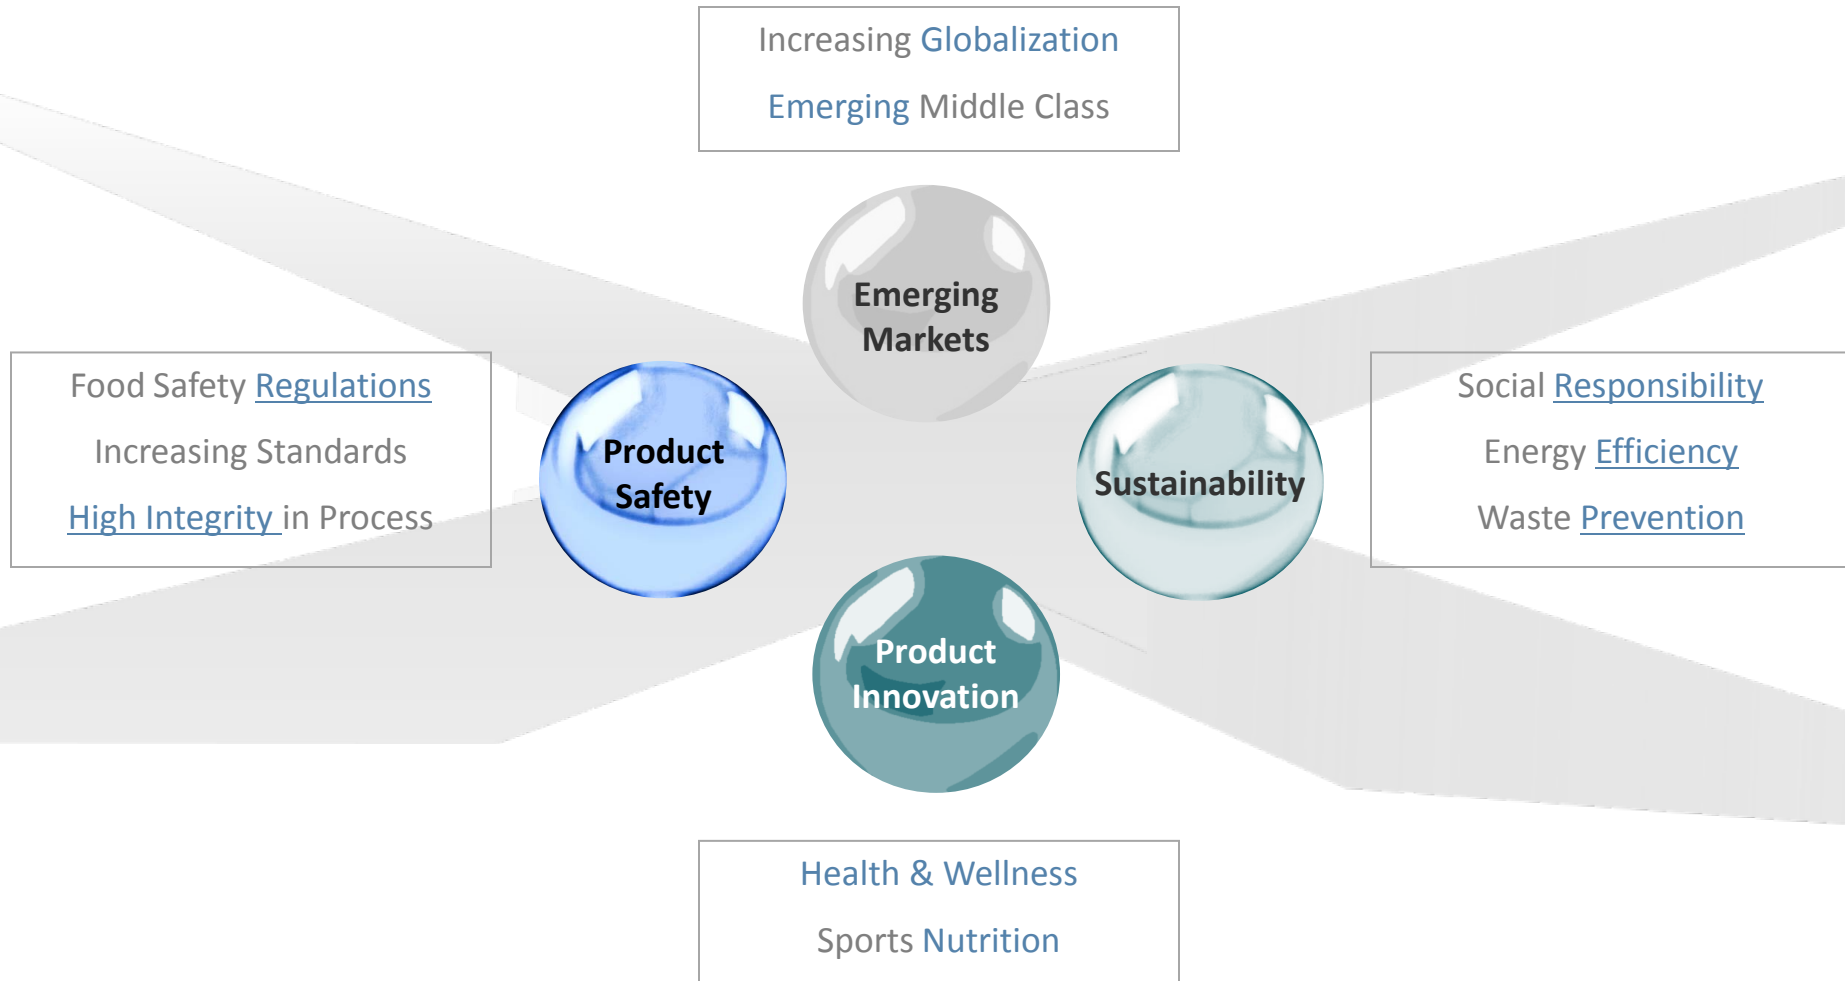 Increasing Globalization
Emerging Middle Class
Emerging
Markets
Food Safety Regulations
Increasing Standards
High Integrity in Process
Product
Safety
Sustainability
Social Responsibility
Energy Efficiency
Waste Prevention
Product
Innovation
Health & Wellness
Sports Nutrition